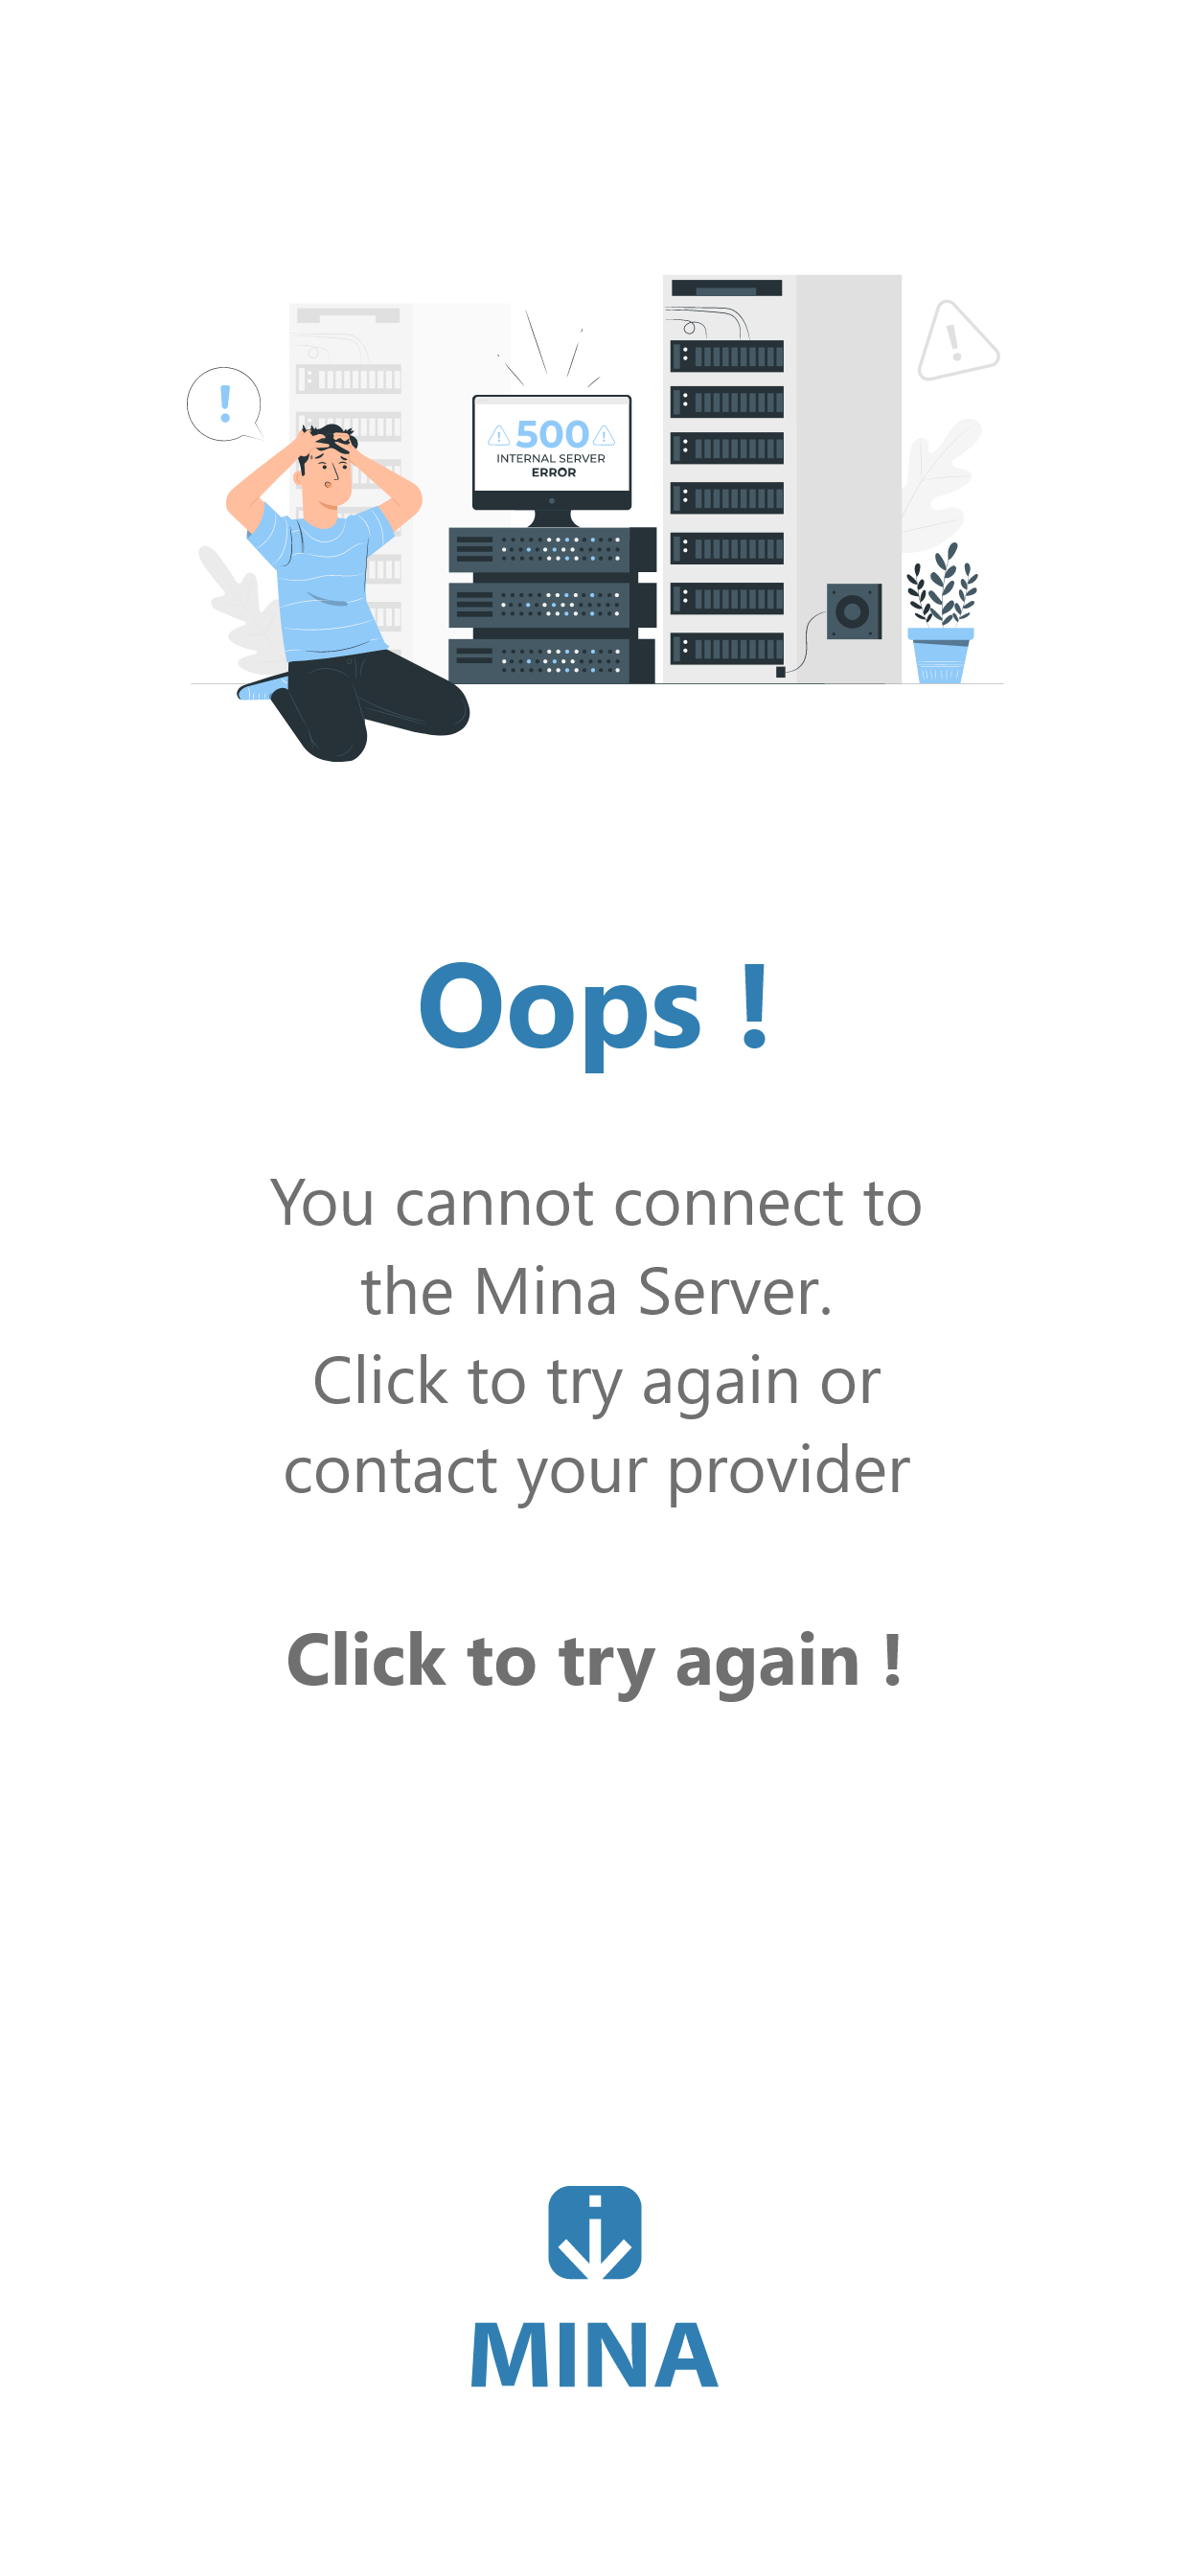 !
!
500
INTERNAL SERVER
ERROR
Oops !
You cannot connect to
the Mina Server.
Click to try again or
contact your provider
Click to try again !
MINA